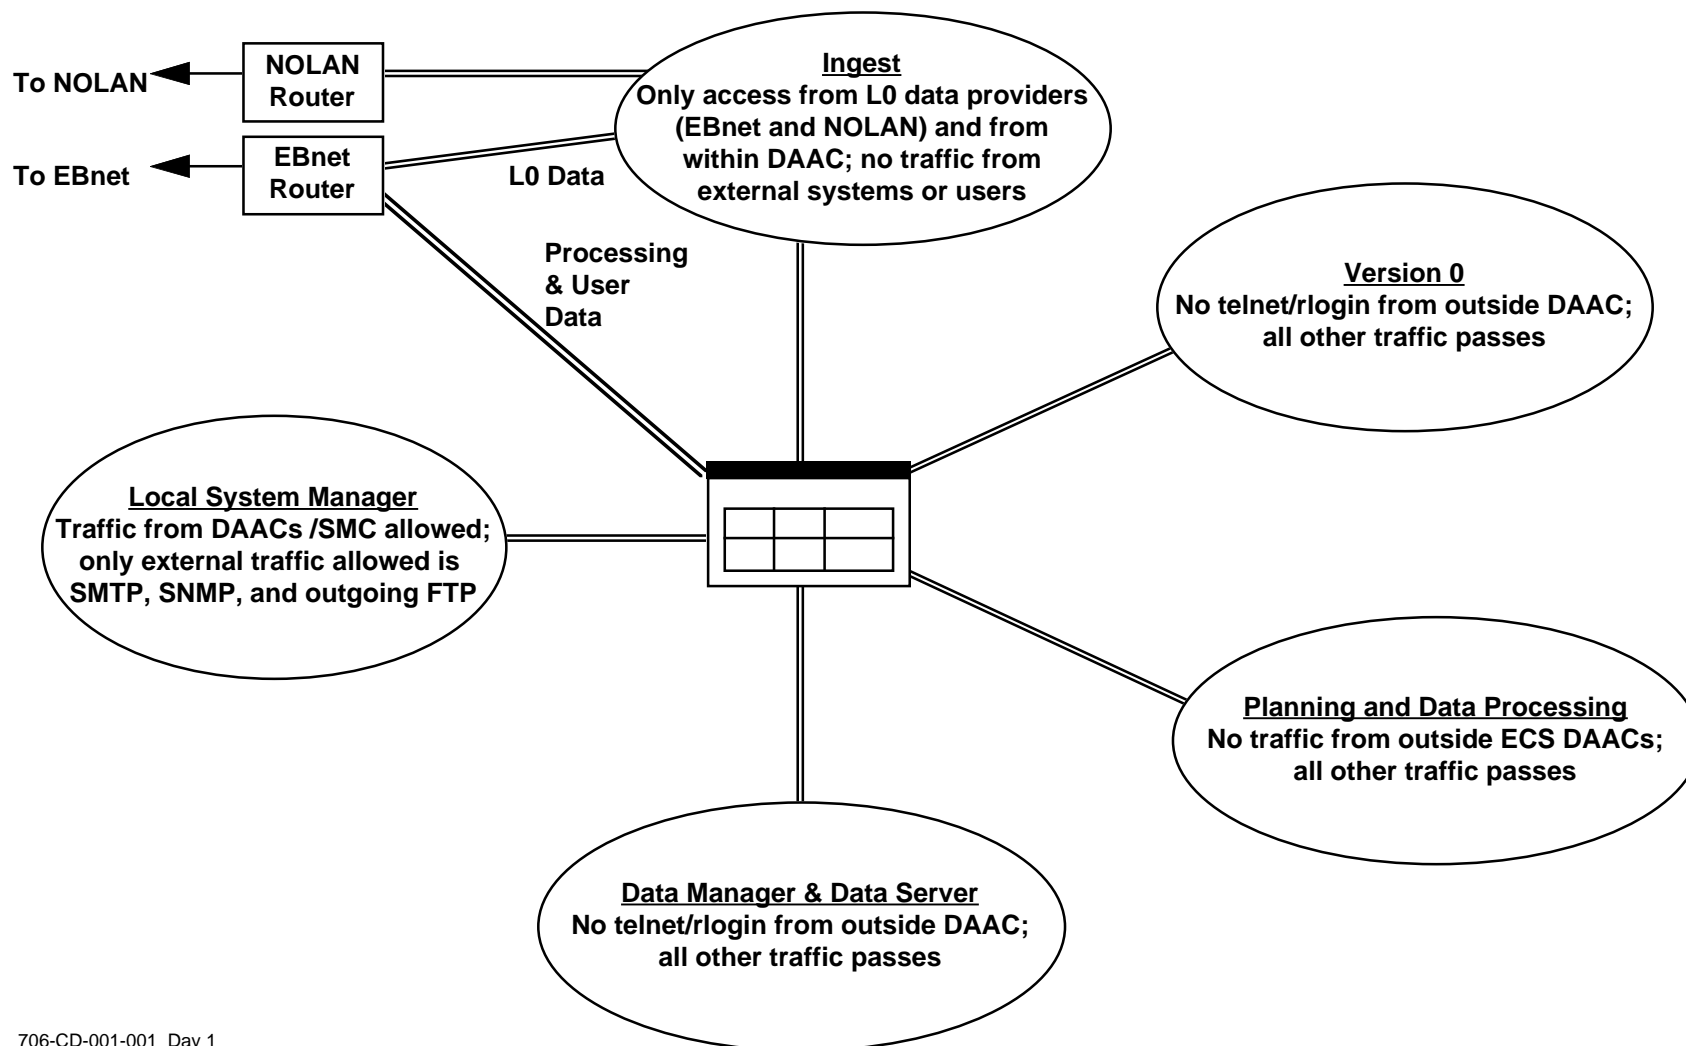 To NOLAN
NOLAN
Router
To EBnet
EBnet
Router
Ingest
Only access from L0 data providers
(EBnet and NOLAN) and from
within DAAC; no traffic from
external systems or users
L0 Data
Processing
& User
Data
Version 0
No telnet/rlogin from outside DAAC;
all other traffic passes
Local System Manager
Traffic from DAACs /SMC allowed;
only external traffic allowed is
SMTP, SNMP, and outgoing FTP
Planning and Data Processing
No traffic from outside ECS DAACs;
all other traffic passes
Data Manager & Data Server
No telnet/rlogin from outside DAAC;
all other traffic passes
706-CD-001-001 Day 1